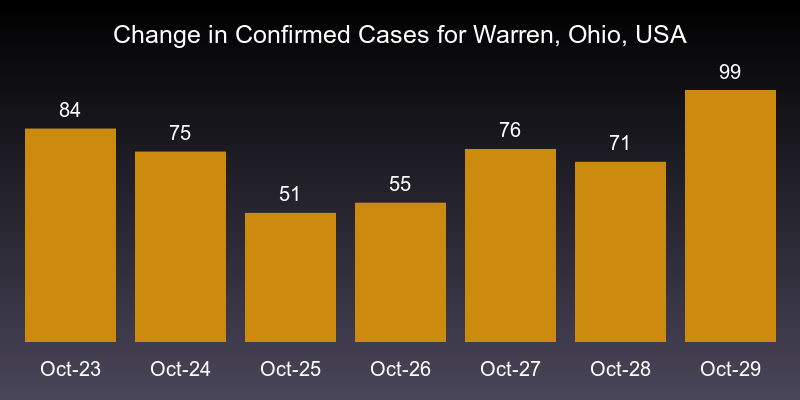 Change in Confirmed Cases for Warren, Ohio, USA
84
75
51
55
76
71
99
Oct-23
Oct-24
Oct-25
Oct-26
Oct-27
Oct-28
Oct-29